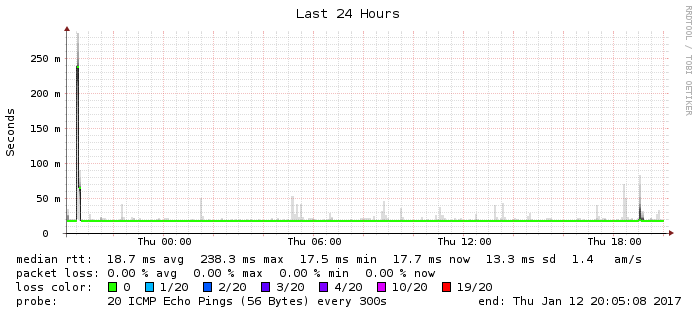 Last 24 Hours
RRDTOOL / TOBI OETIKER
Seconds
250 m
200 m
150 m
100 m
50 m
0
Thu 00:00 Thu 06:00 Thu 12:00 Thu 18:00
median rtt: 18.7 ms avg 238.3 ms max 17.5 ms min 17.7 ms now 13.3 ms sd 1.4 am/s
packet loss: 0.00 % avg 0.00 % max 0.00 % min 0.00 % now
loss color: 0 1/20 2/20 3/20 4/20 10/20 19/20
probe: 20 ICMP Echo Pings (56 Bytes) every 300s end: Thu Jan 12 20:05:08 2017